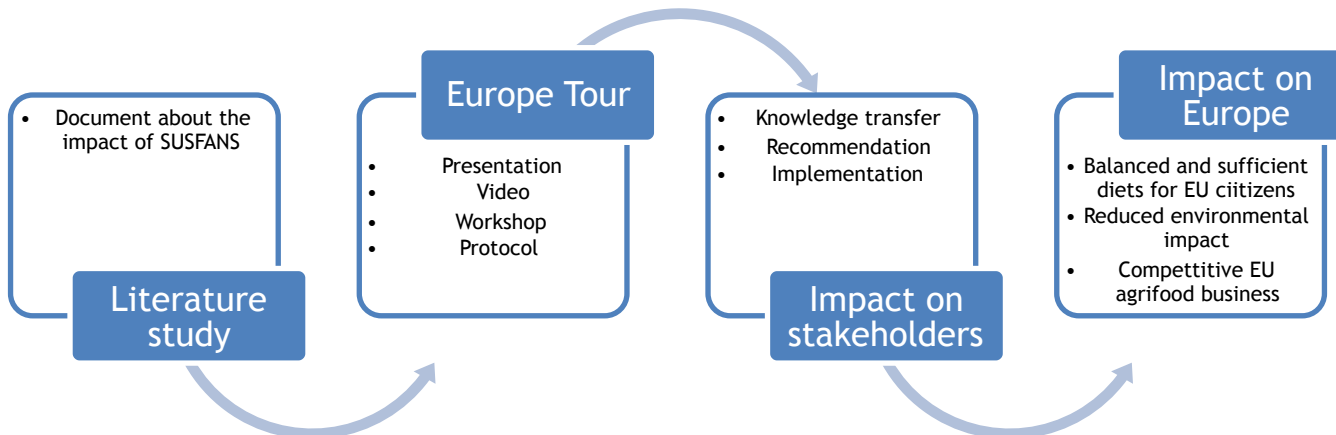 • Document about the
impact of SUSFANS
Literature
study
Europe Tour
• Presentation
• Video
• Workshop
• Protocol
• Knowledge transfer
• Recommendation
• Implementation
Impact on
stakeholders
Impact on
Europe
• Balanced and sufficient
diets for EU ciitizens
• Reduced environmental
impact
• Competttitive EU
agrifood business